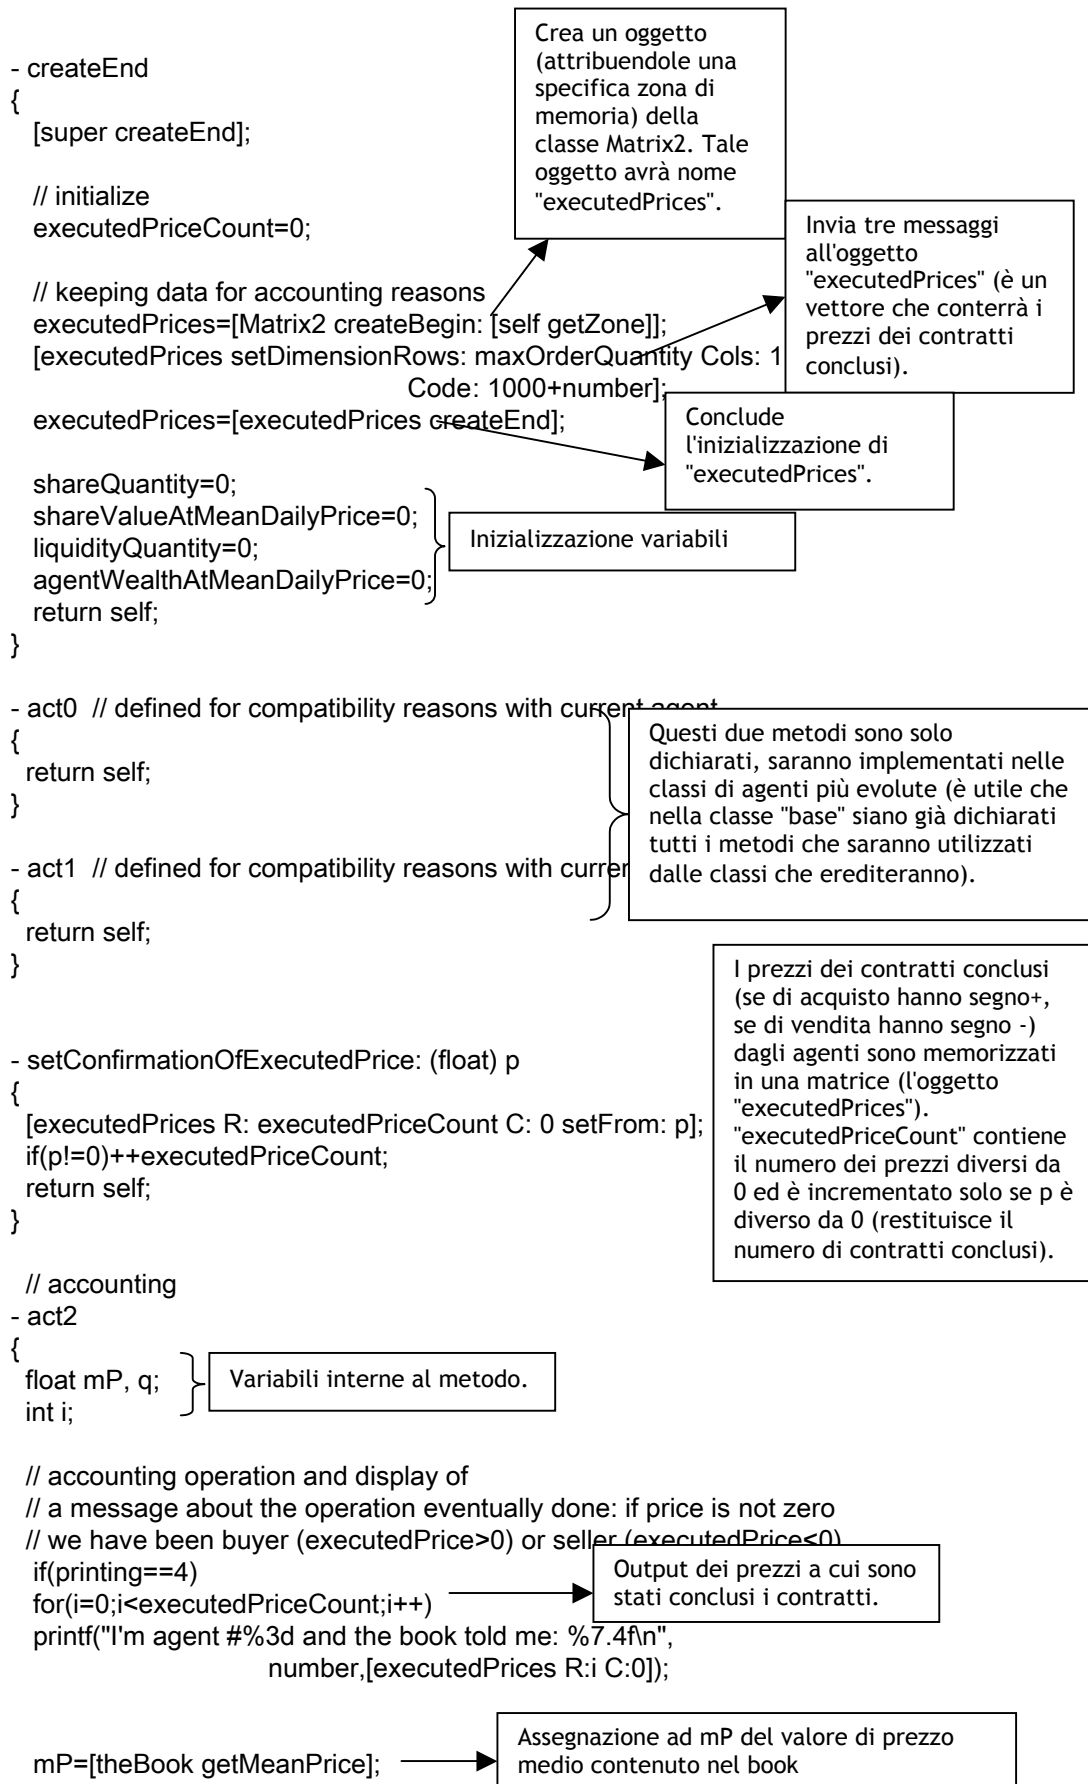 Crea un oggetto
(attribuendole una
specifica zona di
memoria) della
classe Matrix2. Tale
oggetto avrà nome
"executedPrices".
- createEnd
{
[super createEnd];
// initialize
executedPriceCount=0;
Invia tre messaggi
all'oggetto
"executedPrices" (è un
vettore che conterrà i
prezzi dei contratti
conclusi).
// keeping data for accounting reasons
executedPrices=[Matrix2 createBegin: [self getZone]];
[executedPrices setDimensionRows: maxOrderQuantity Cols: 1
Code: 1000+number];
executedPrices=[executedPrices createEnd];
Conclude
l'inizializzazione di
"executedPrices".
shareQuantity=0;
shareValueAtMeanDailyPrice=0;
liquidityQuantity=0;
agentWealthAtMeanDailyPrice=0;
Inizializzazione variabili
return self;
}
- act0 // defined for compatibility reasons with current agent
{
return self;
}
Questi due metodi sono solo
dichiarati, saranno implementati nelle
classi di agenti più evolute (è utile che
nella classe "base" siano già dichiarati
tutti i metodi che saranno utilizzati
dalle classi che erediteranno).
- act1 // defined for compatibility reasons with curren
{
return self;
}
I prezzi dei contratti conclusi
(se di acquisto hanno segno+,
se di vendita hanno segno -)
dagli agenti sono memorizzati
in una matrice (l'oggetto
"executedPrices").
"executedPriceCount" contiene
il numero dei prezzi diversi da
0 ed è incrementato solo se p è
diverso da 0 (restituisce il
numero di contratti conclusi).
- setConfirmationOfExecutedPrice: (float) p
{
[executedPrices R: executedPriceCount C: 0 setFrom: p];
if(p!=0)++executedPriceCount;
return self;
}
// accounting
- act2
{
float mP, q;
int i;
Variabili interne al metodo.
// accounting operation and display of
// a message about the operation eventually done: if price is not zero
// we have been buyer (executedPrice>0) or seller (executedPrice<0)
if(printing==4)
for(i=0;i<executedPriceCount;i++)
Output dei prezzi a cui sono
stati conclusi i contratti.
printf("I'm agent #%3d and the book told me: %7.4f\n",
number,[executedPrices R:i C:0]);
mP=[theBook getMeanPrice];
Assegnazione ad mP del valore di prezzo
medio contenuto nel book